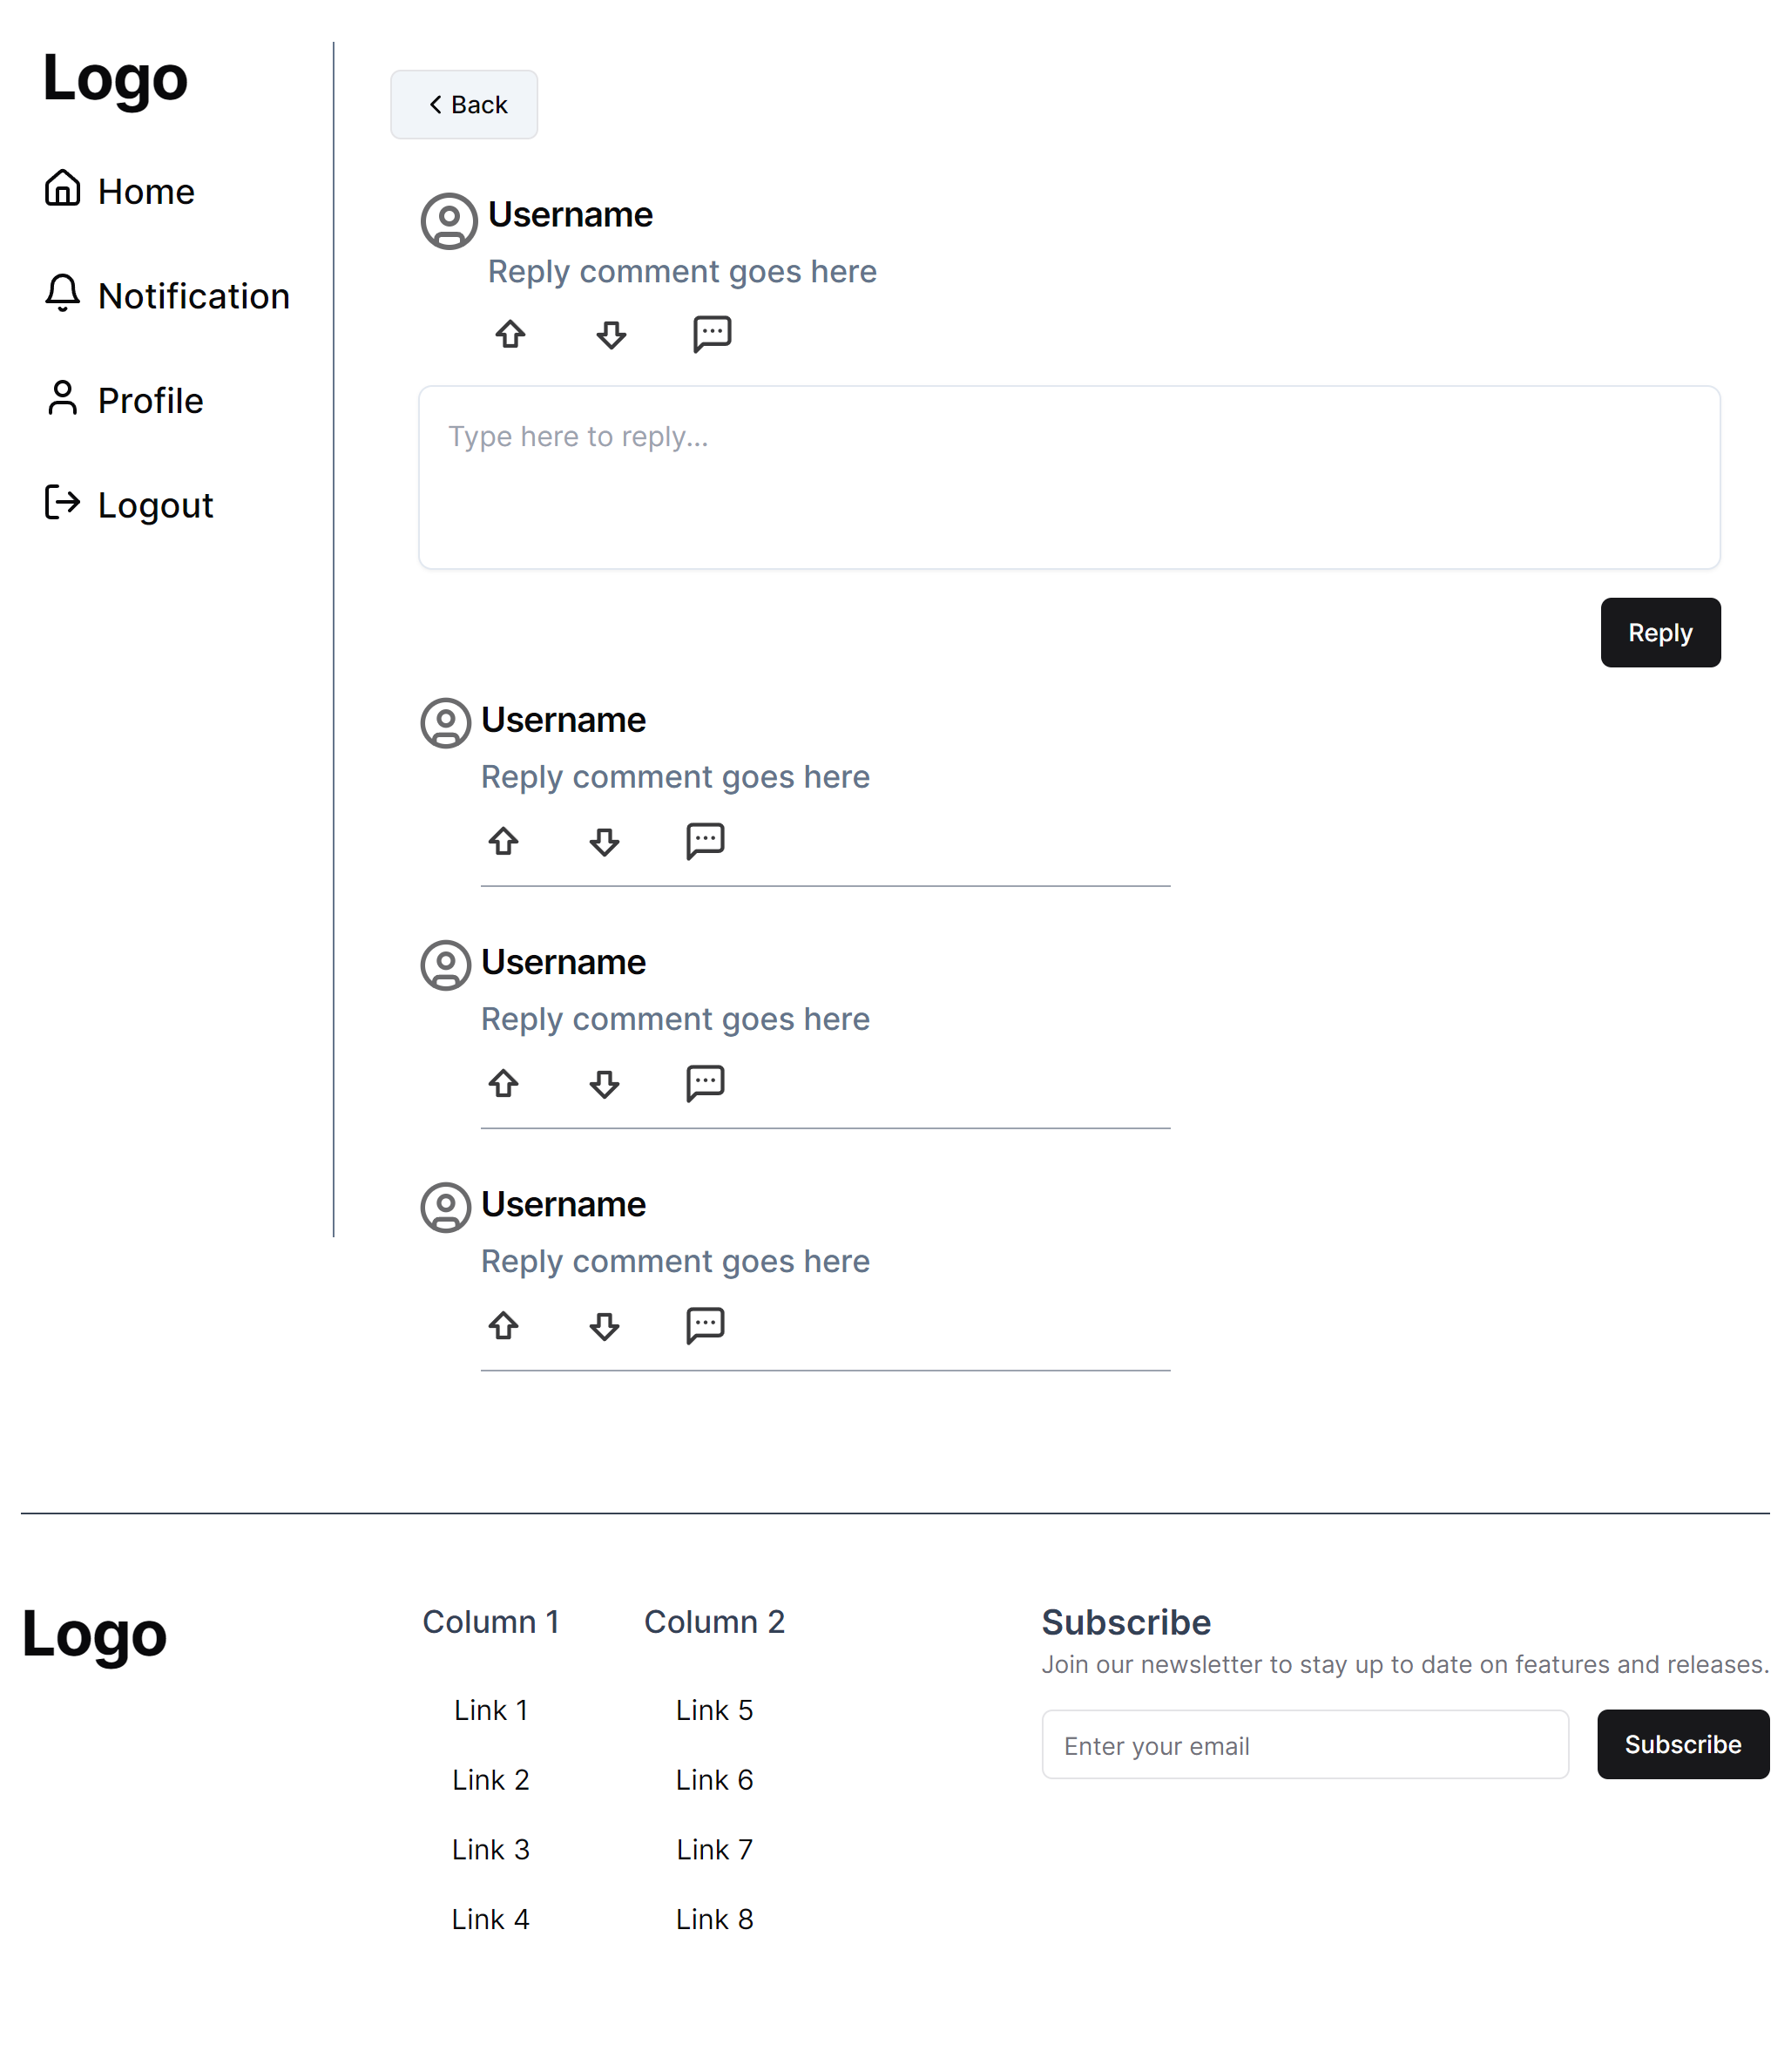 Logo
Home
Notification
Profile
Logout
Back
Username
Reply comment goes here
Type here to reply...
Reply
Username
Reply comment goes here
Username
Reply comment goes here
Username
Reply comment goes here
Logo
Column 1
Link 1
Link 2
Link 3
Link 4
Column 2
Link 5
Link 6
Link 7
Link 8
Subscribe
Join our newsletter to stay up to date on features and releases.
Enter your email
Subscribe